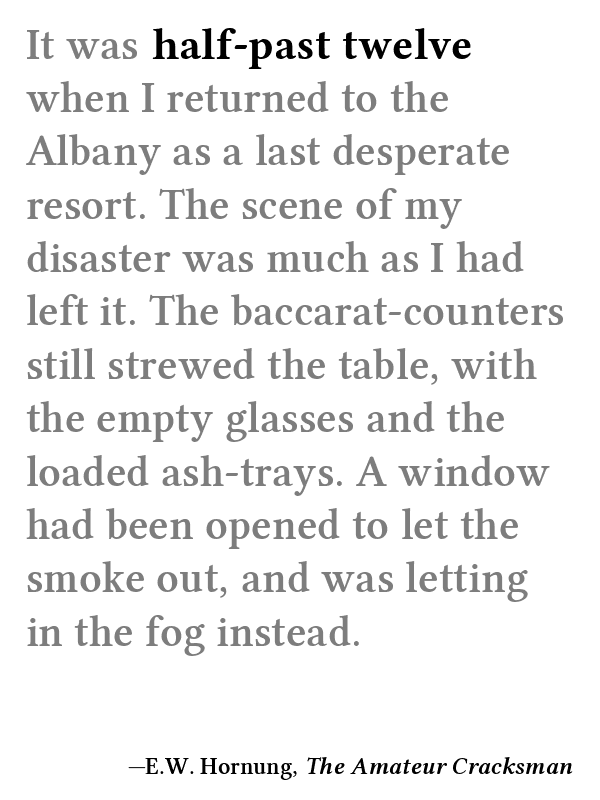 It was half-past twelve
when I returned to the
Albany as a last desperate
resort. The scene of my
disaster was much as I had
left it. The baccarat-counters
still strewed the table, with
the empty glasses and the
loaded ash-trays. A window
had been opened to let the
smoke out, and was letting
in the fog instead.
—E.W. Hornung, The Amateur Cracksman